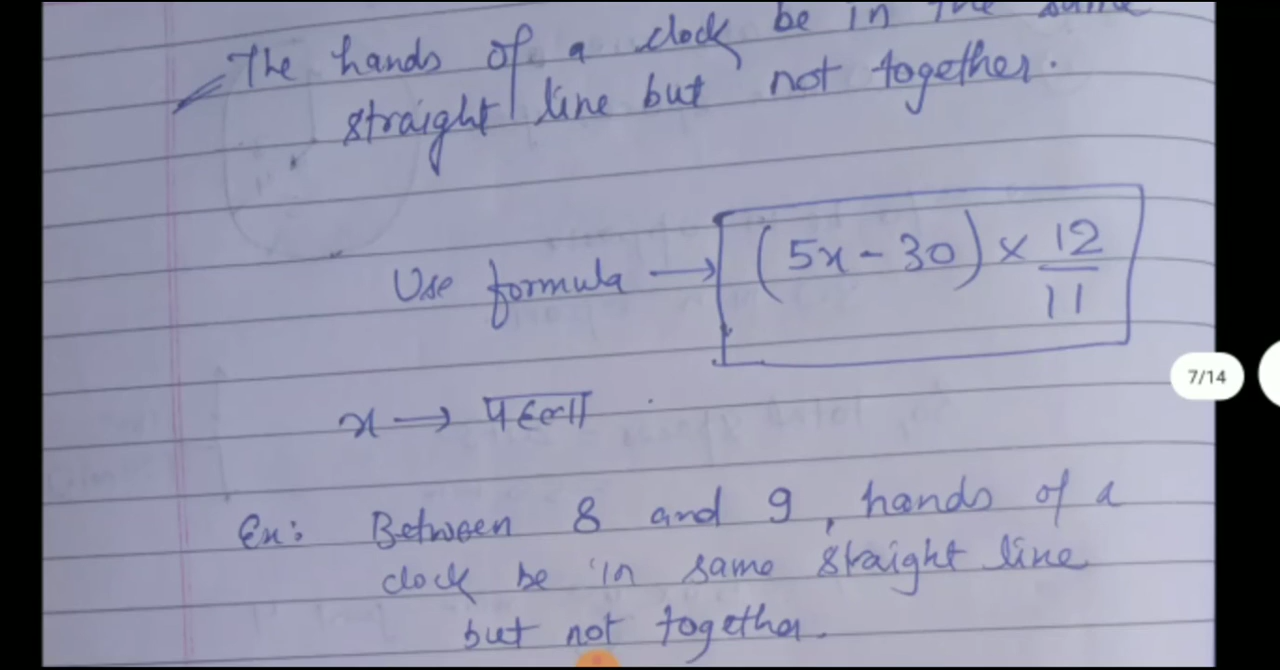 The hands of a clock be in the same
straight line but not together.
Use formula → (5x - 30) × 12/11
7/14
x → पहला
Ex: Between 8 and 9, hands of a
clock be in same straight line
but not together.